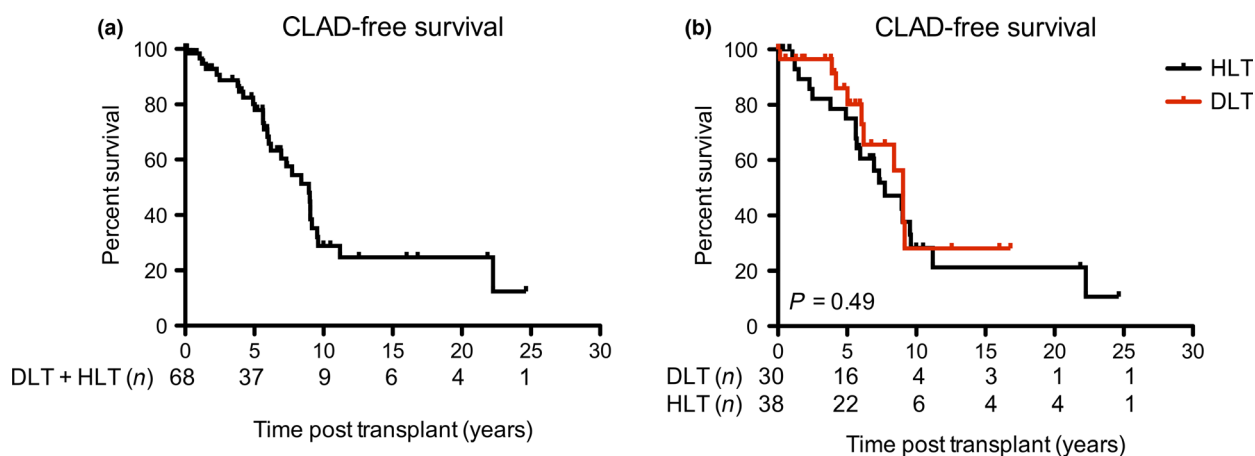 (a)
CLAD-free survival
Percent survival
100
80
60
40
20
0
0 5 10 15 20 25 30
DLT + HLT (n) 68 37 9 6 4 1
Time post transplant (years)
(b)
CLAD-free survival
Percent survival
100
80
60
40
20
0
P = 0.49
HLT
DLT
0 5 10 15 20 25 30
DLT (n) 30 16 4 3 1 1
HLT (n) 38 22 6 4 4 1
Time post transplant (years)